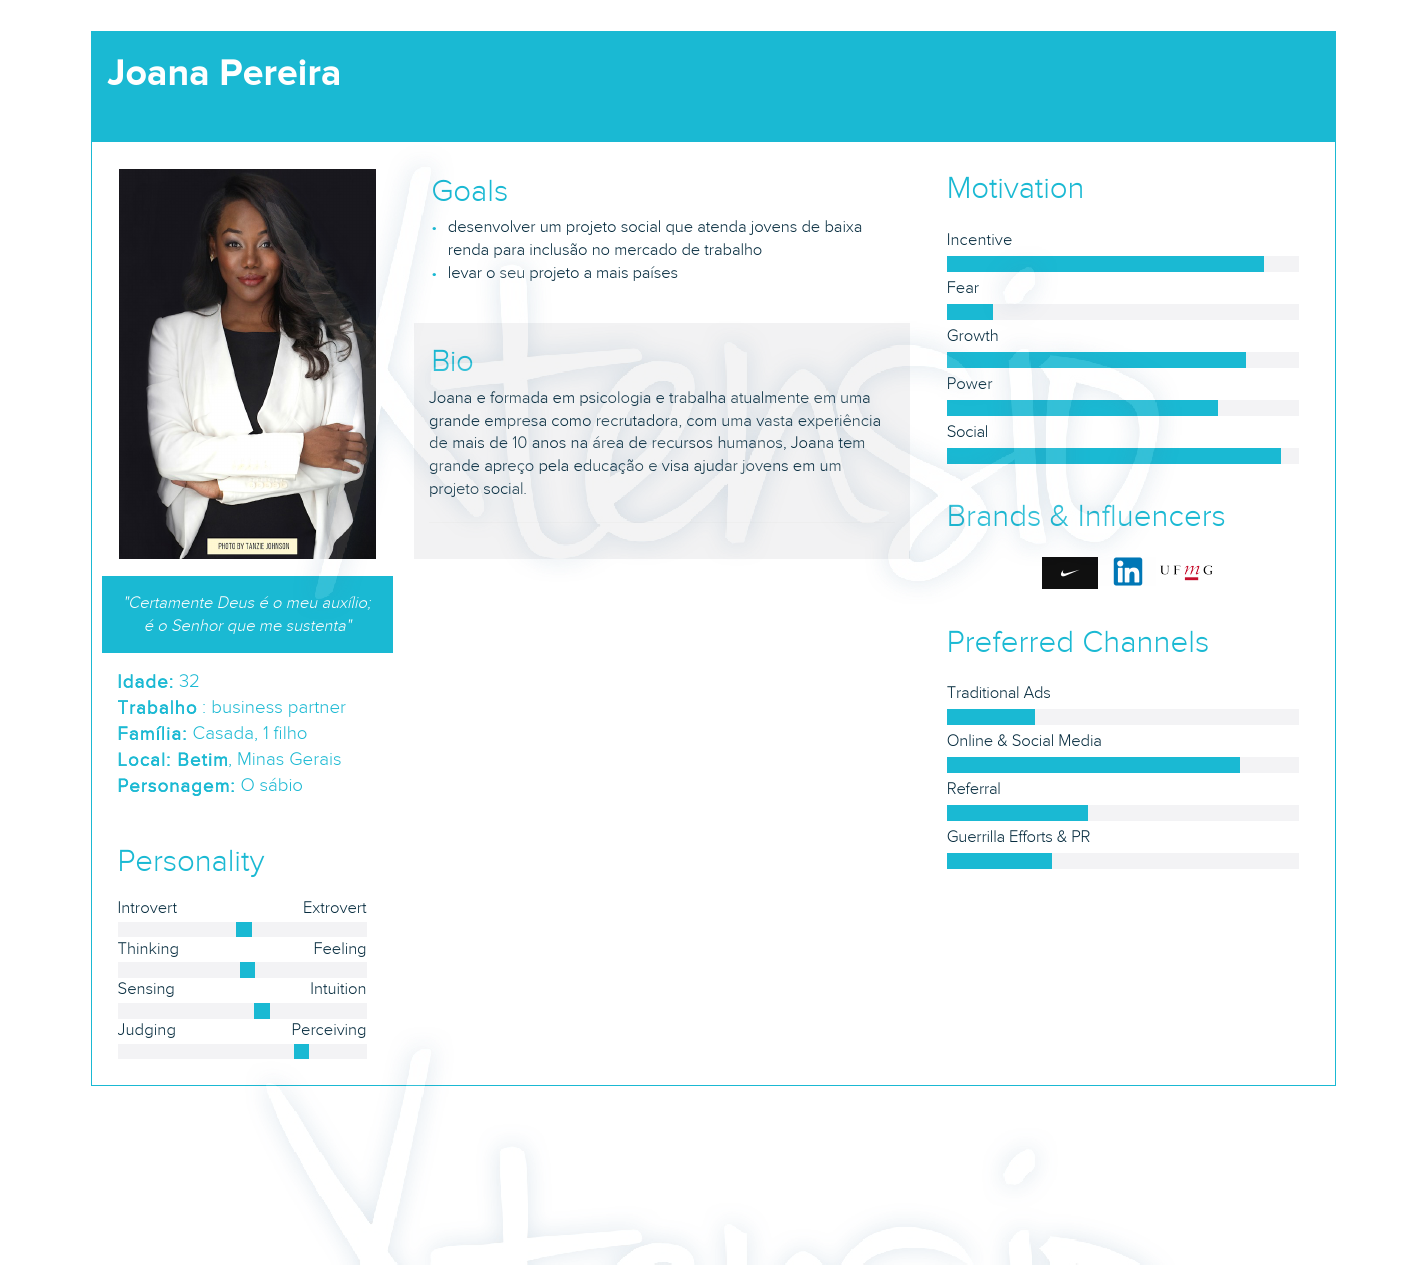 Joana Pereira
PHOTO BY TANZIE JOHNSON
"Certamente Deus é o meu auxílio;
é o Senhor que me sustenta"
Idade: 32
Trabalho : business partner
Família: Casada, 1 filho
Local: Betim, Minas Gerais
Personagem: O sábio
Personality
Introvert Extrovert
Thinking Feeling
Sensing Intuition
Judging Perceiving
Goals
desenvolver um projeto social que atenda jovens de baixa
renda para inclusão no mercado de trabalho
levar o seu projeto a mais países
Bio
Joana e formada em psicologia e trabalha atualmente em uma
grande empresa como recrutadora, com uma vasta experiência
de mais de 10 anos na área de recursos humanos, Joana tem
grande apreço pela educação e visa ajudar jovens em um
projeto social.
Motivation
Incentive
Fear
Growth
Power
Social
Brands & Influencers
in
UFmG
Preferred Channels
Traditional Ads
Online & Social Media
Referral
Guerrilla Efforts & PR
xtensio
xtensio